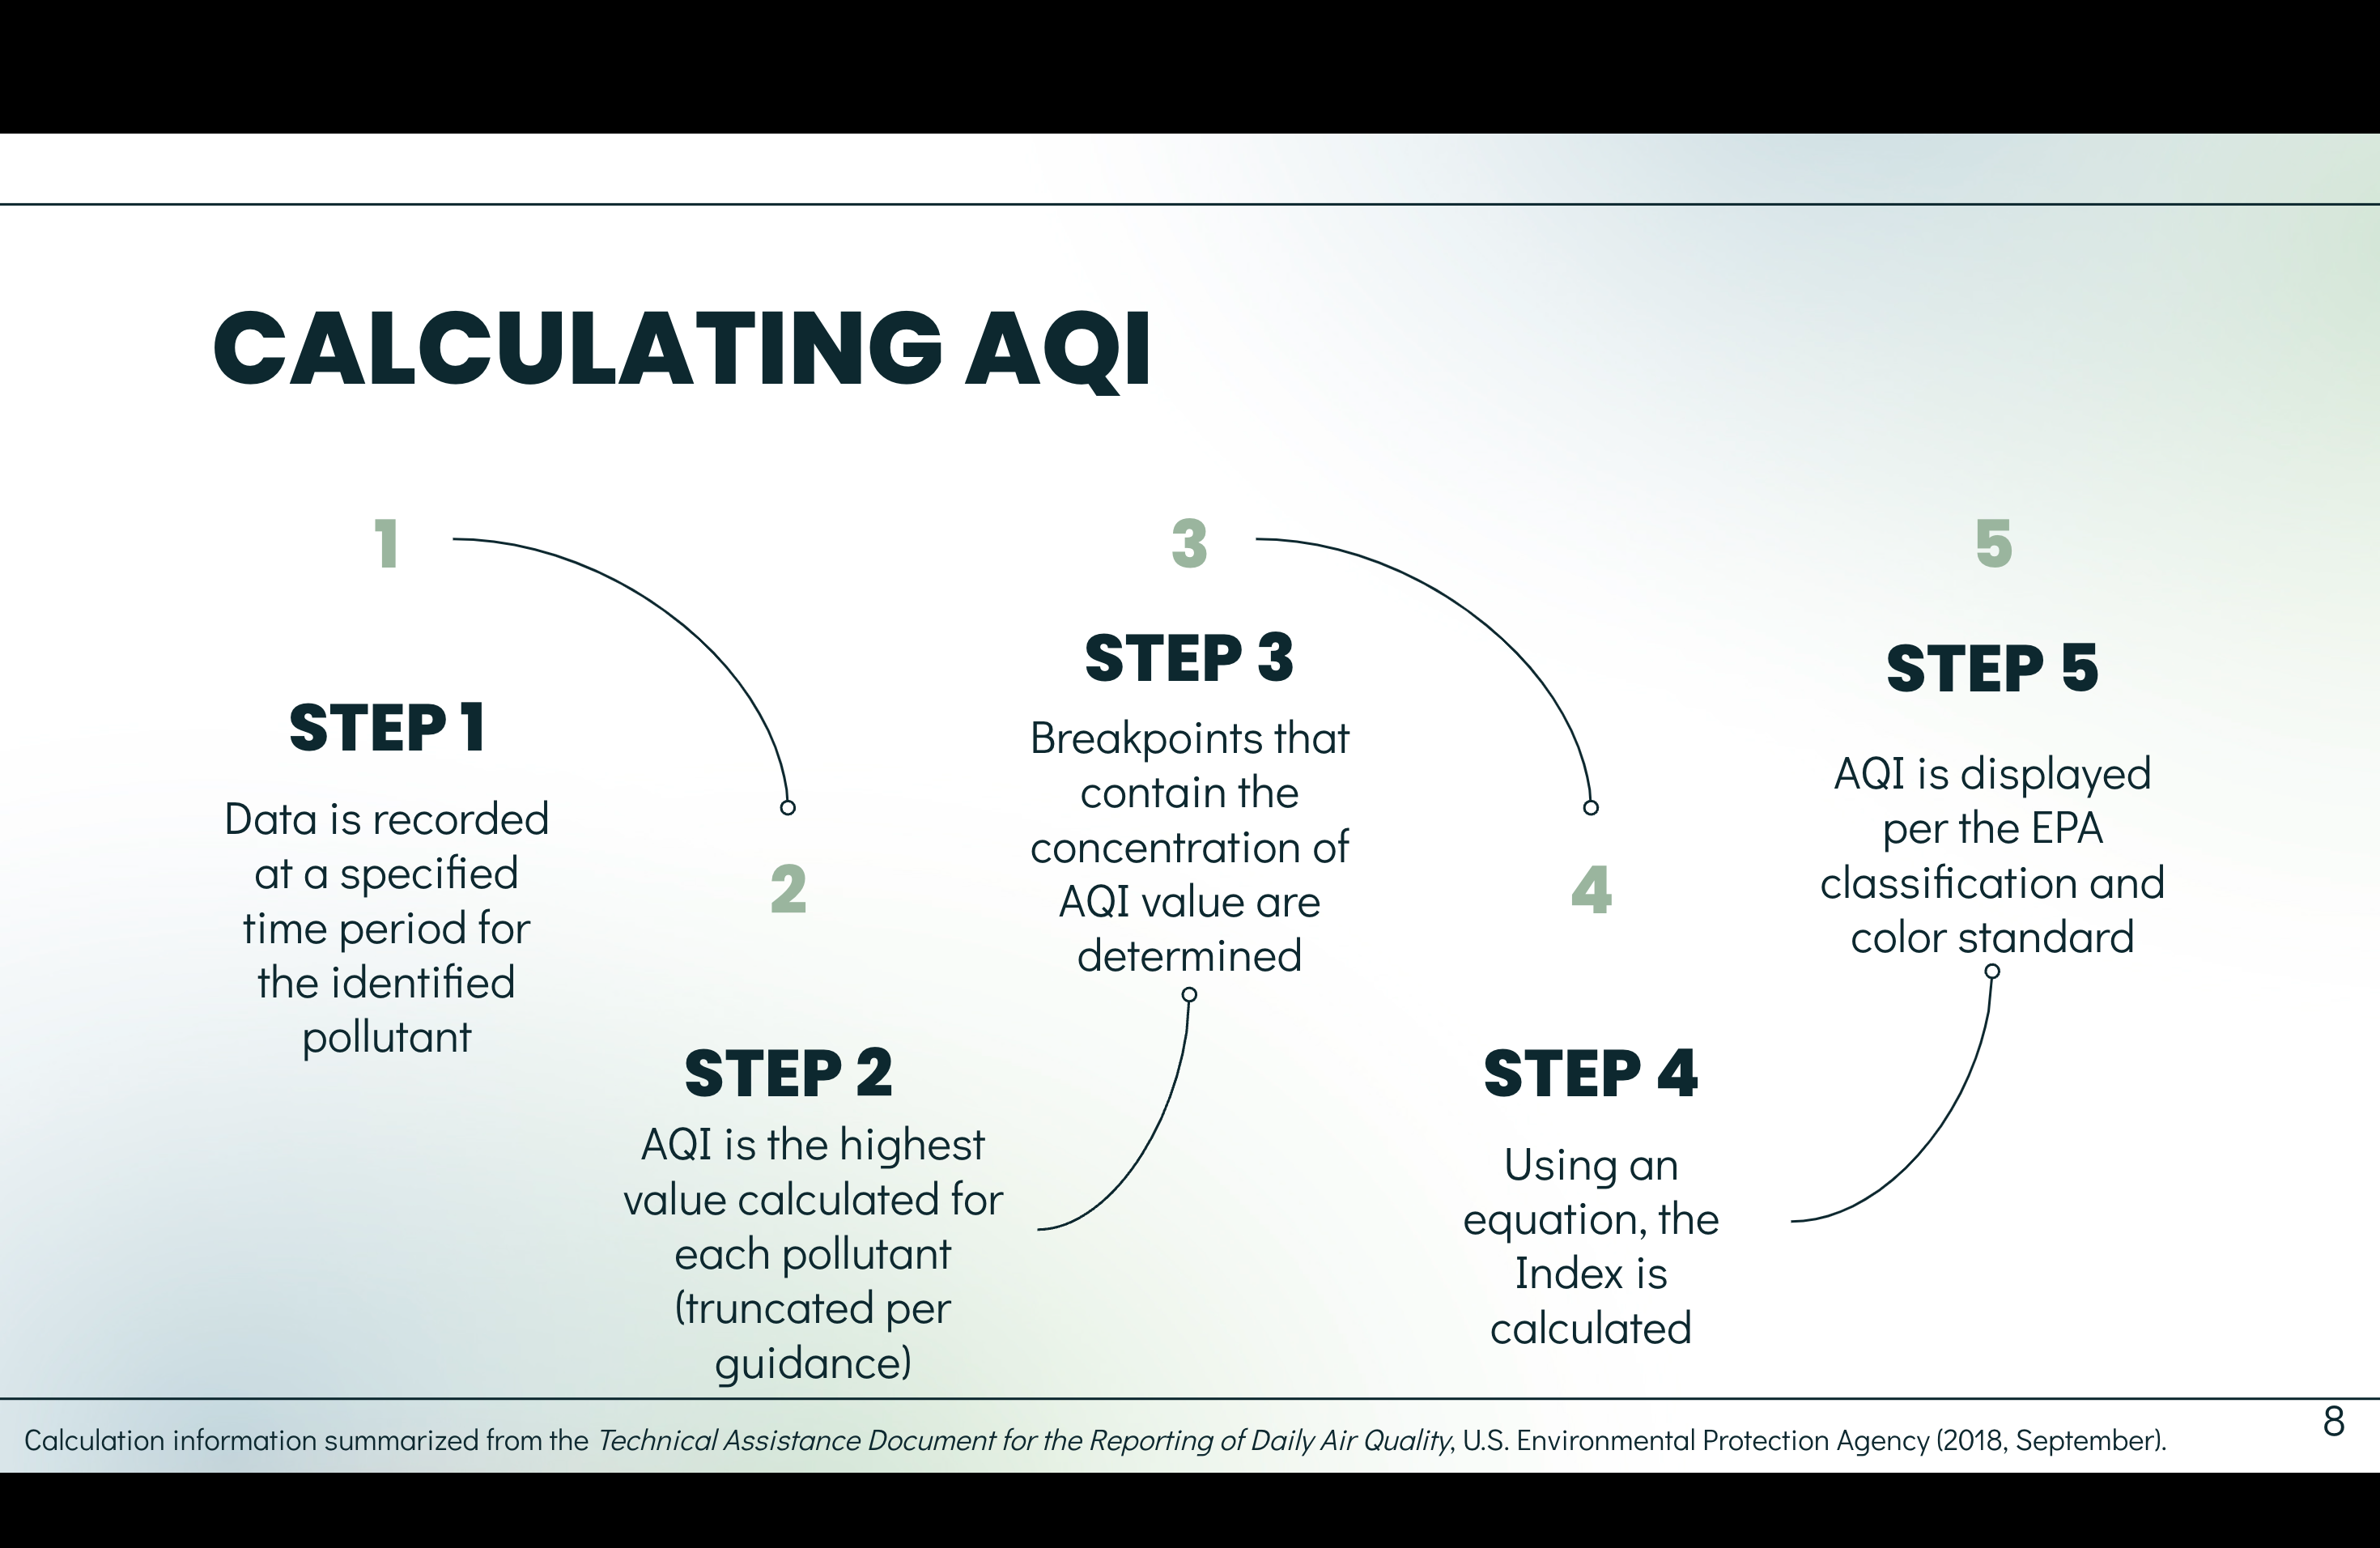 CALCULATING AQI
1
STEP 1
Data is recorded
at a specified
time period for
the identified
pollutant
2
STEP 2
AQI is the highest
value calculated for
each pollutant
(truncated per
guidance)
3
STEP 3
Breakpoints that
contain the
concentration of
AQI value are
determined
4
STEP 4
Using an
equation, the
Index is
calculated
5
STEP 5
AQI is displayed
per the EPA
classification and
color standard
Calculation information summarized from the Technical Assistance Document for the Reporting of Daily Air Quality, U.S. Environmental Protection Agency (2018, September).
8